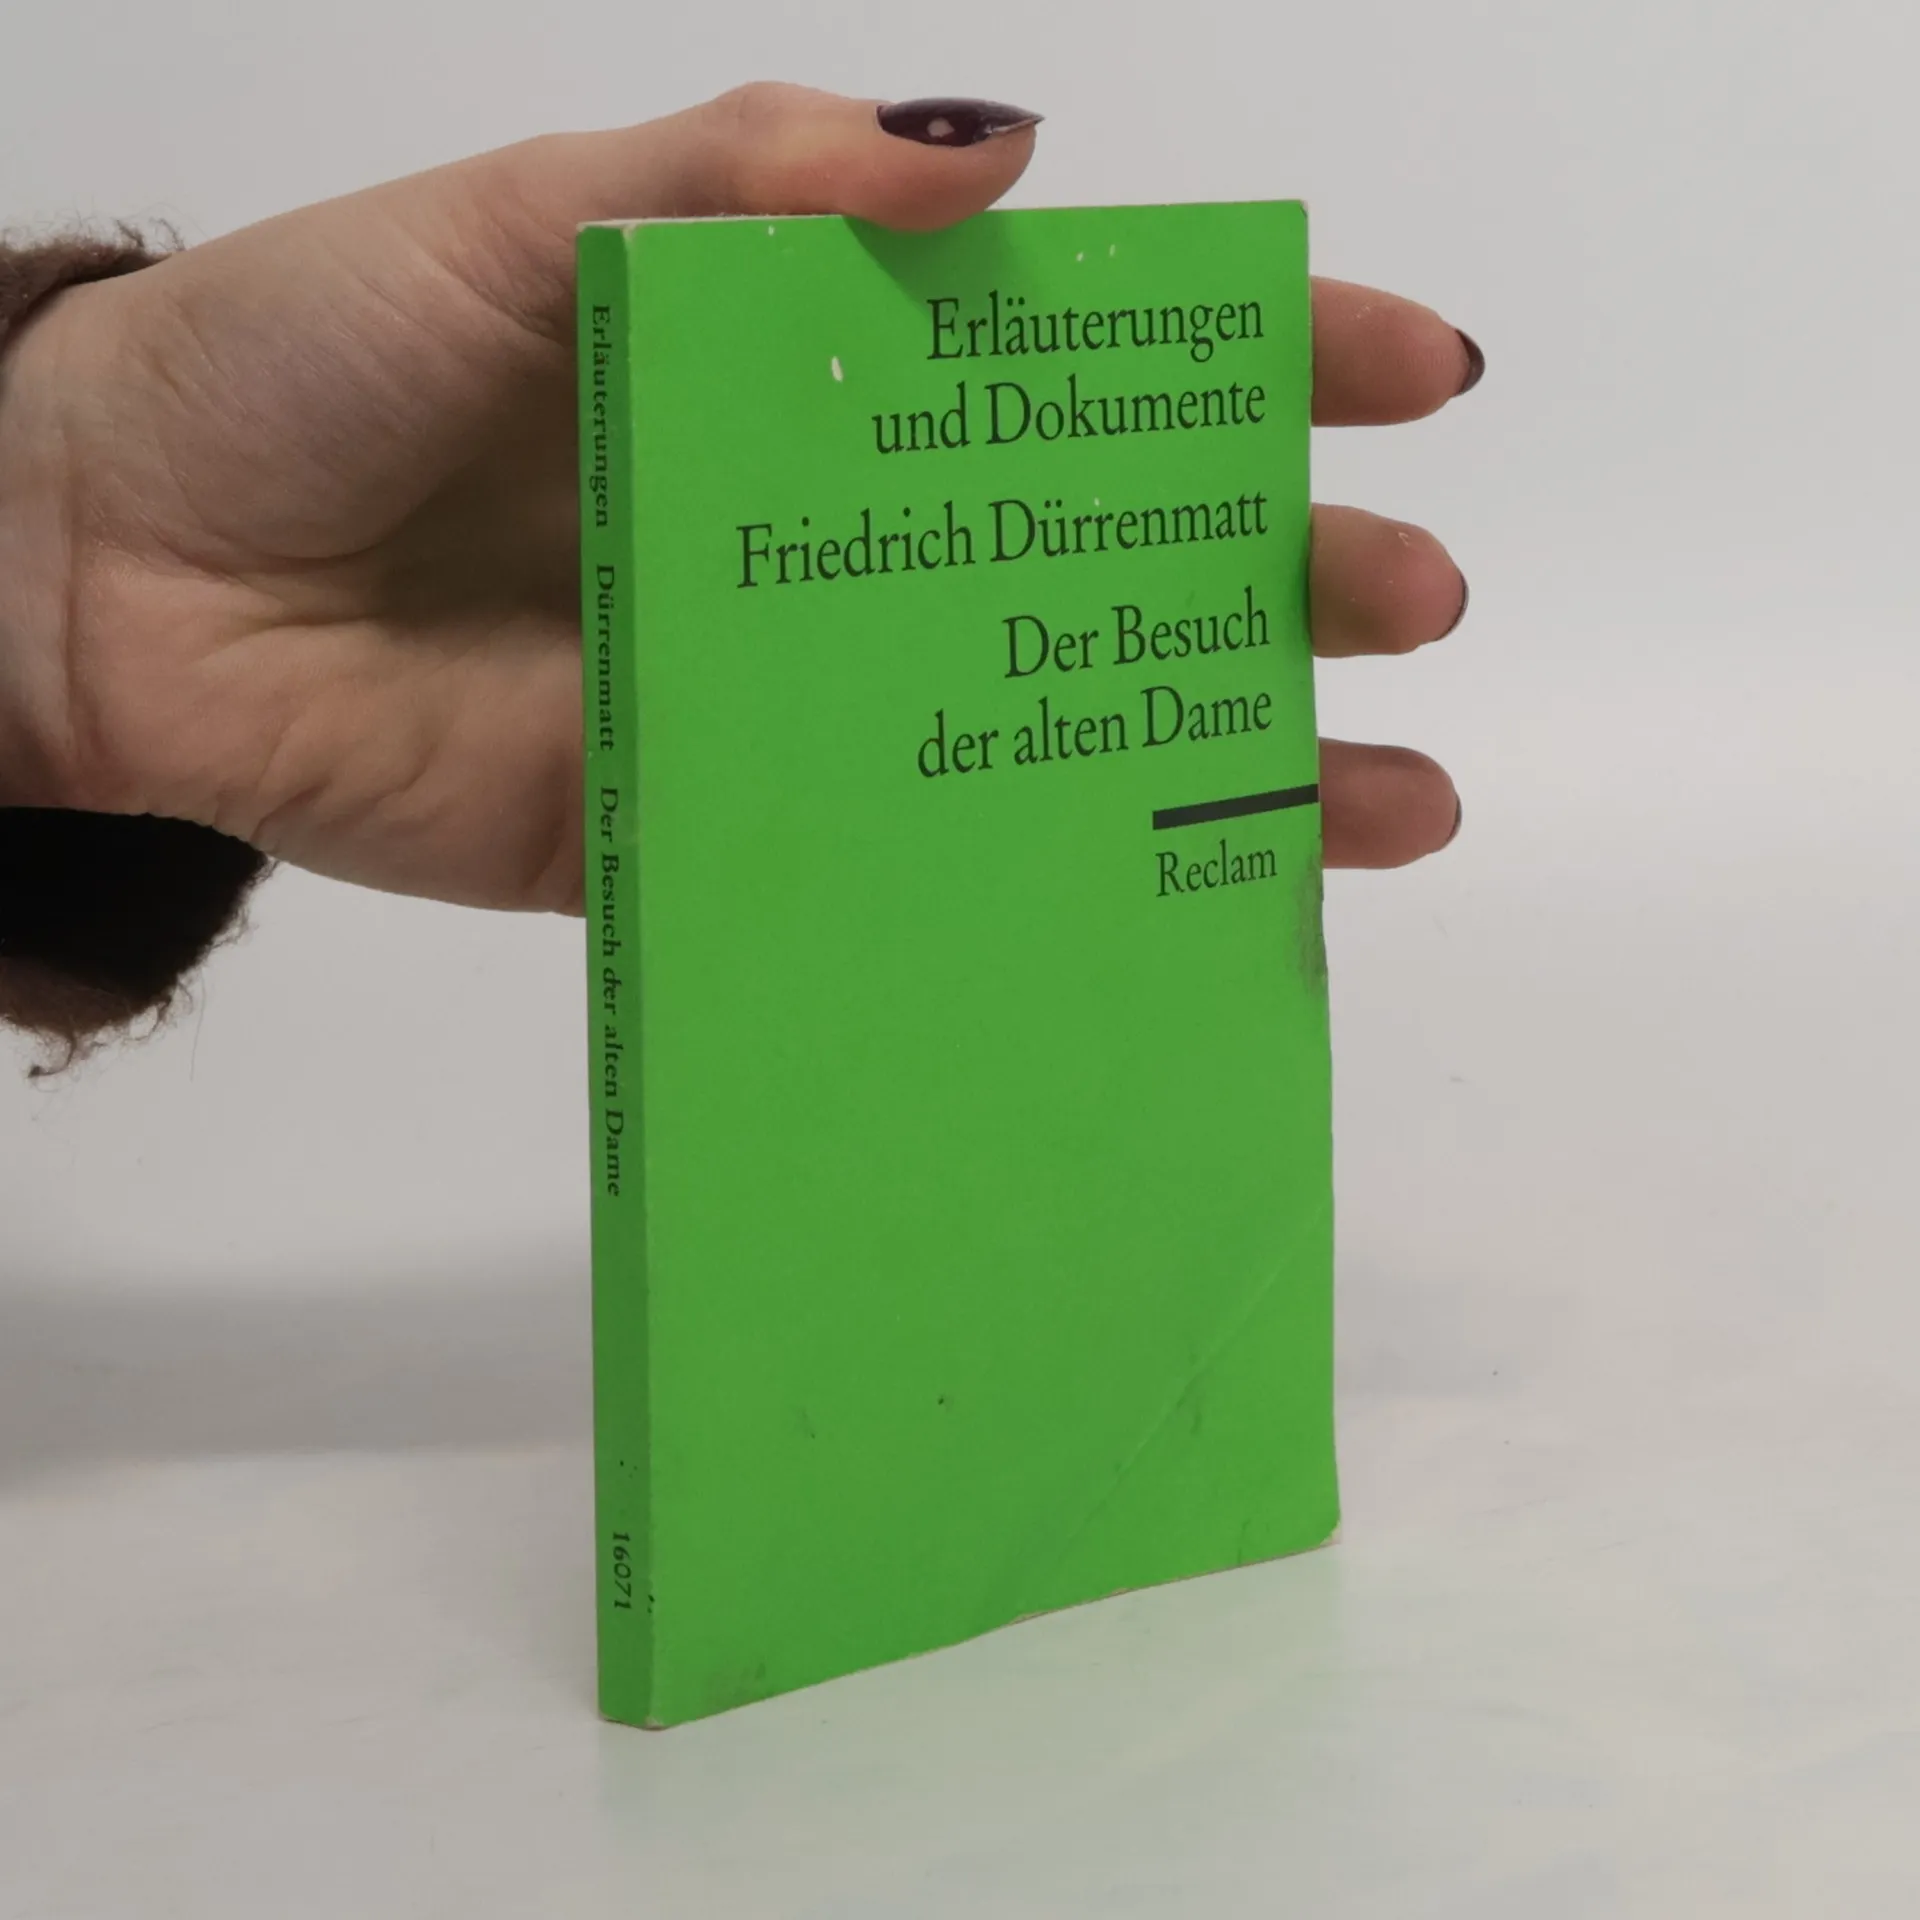 Erläuterungen
und Dokumente
Friedrich Dürrenmatt
Der Besuch
der alten Dame
Reclam
Erläuterungen Dürrenmatt Der Besuch der alten Dame 16071